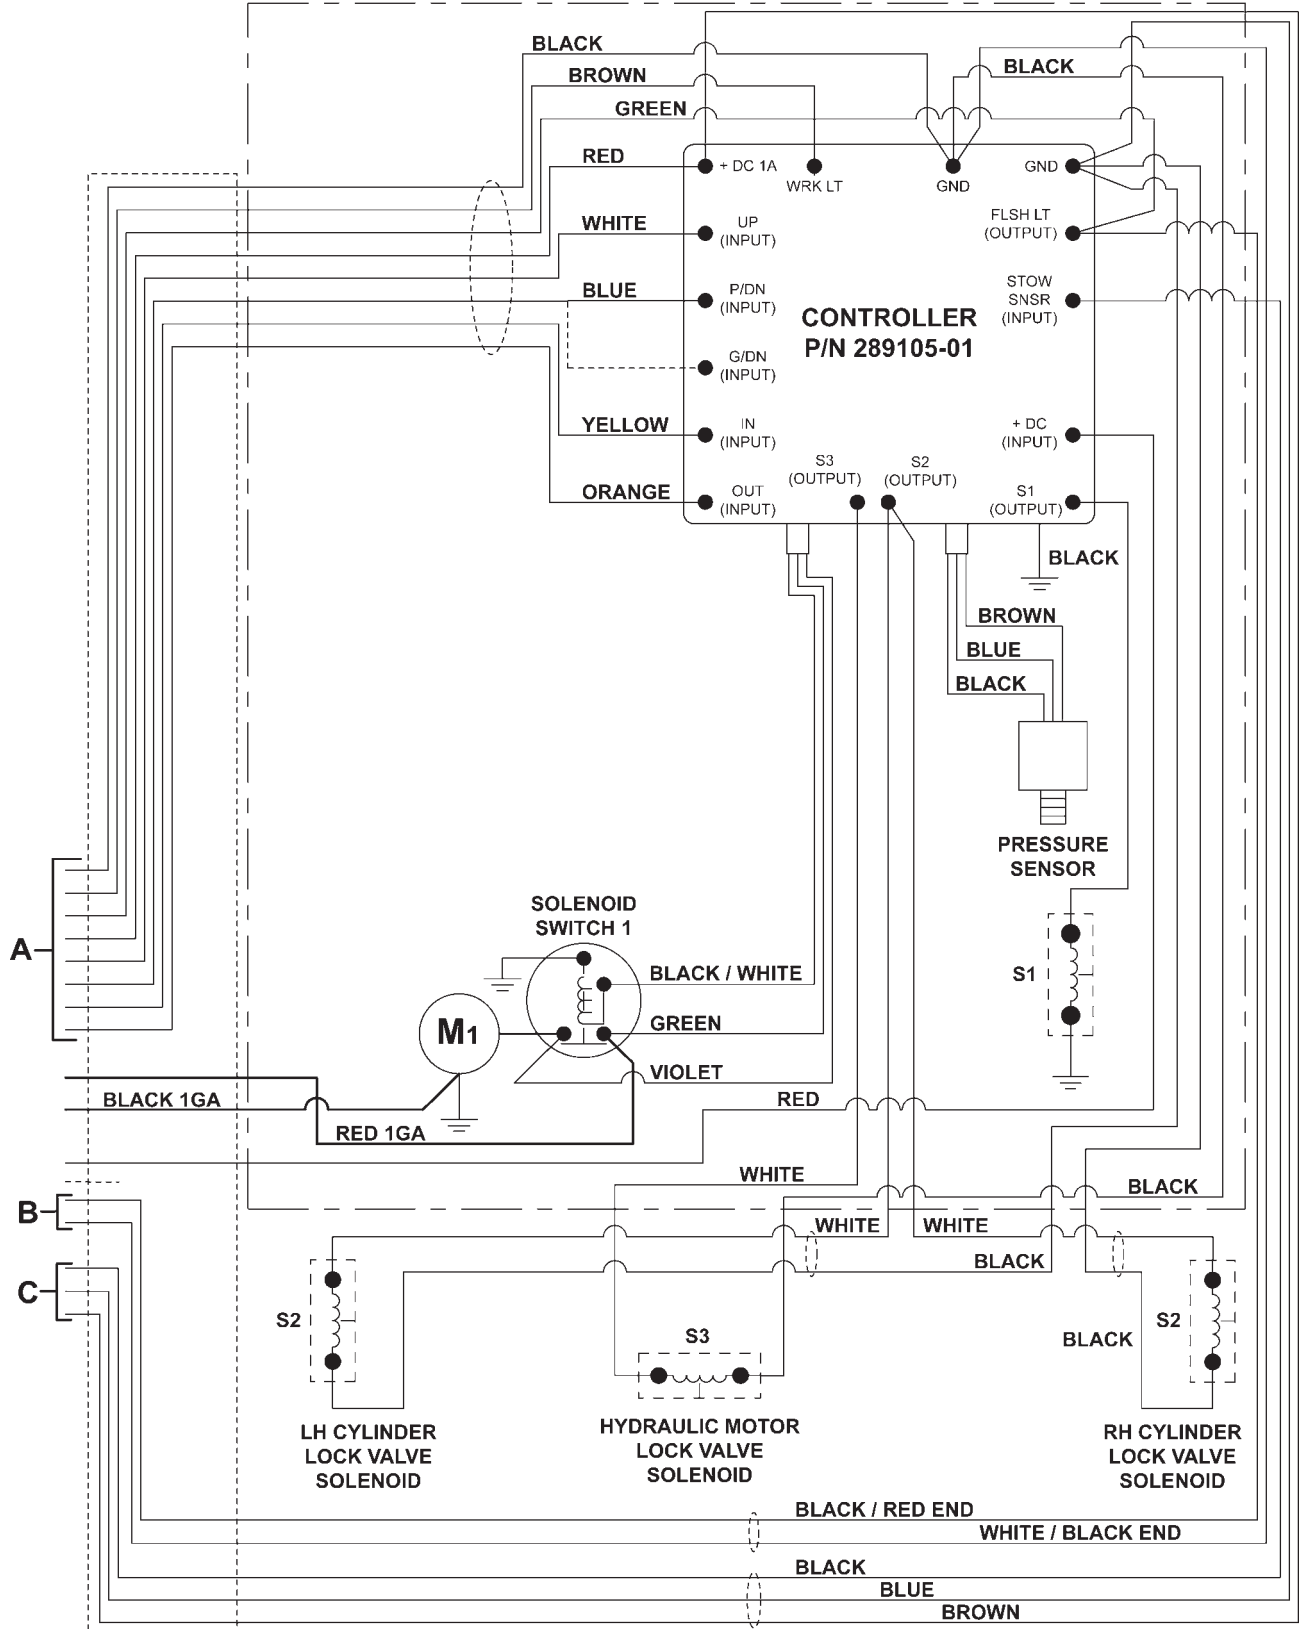 BLACK
BROWN
BLACK
GREEN
RED
+ DC 1A
WRK LT
GND
GND
WHITE
UP
(INPUT)
FLSH LT
(OUTPUT)
BLUE
P/DN
(INPUT)
STOW
SNSR
(INPUT)
CONTROLLER
P/N 289105-01
G/DN
(INPUT)
YELLOW
IN
(INPUT)
+ DC
(INPUT)
S3
(OUTPUT)
S2
(OUTPUT)
ORANGE
OUT
(INPUT)
S1
(OUTPUT)
BLACK
BROWN
BLUE
BLACK
PRESSURE
SENSOR
SOLENOID
SWITCH 1
A
BLACK / WHITE
S1
M1
GREEN
VIOLET
BLACK 1GA
RED
RED 1GA
WHITE
BLACK
B
WHITE
WHITE
BLACK
C
S2
S3
BLACK
S2
LH CYLINDER
LOCK VALVE
SOLENOID
HYDRAULIC MOTOR
LOCK VALVE
SOLENOID
RH CYLINDER
LOCK VALVE
SOLENOID
BLACK / RED END
WHITE / BLACK END
BLACK
BLUE
BROWN